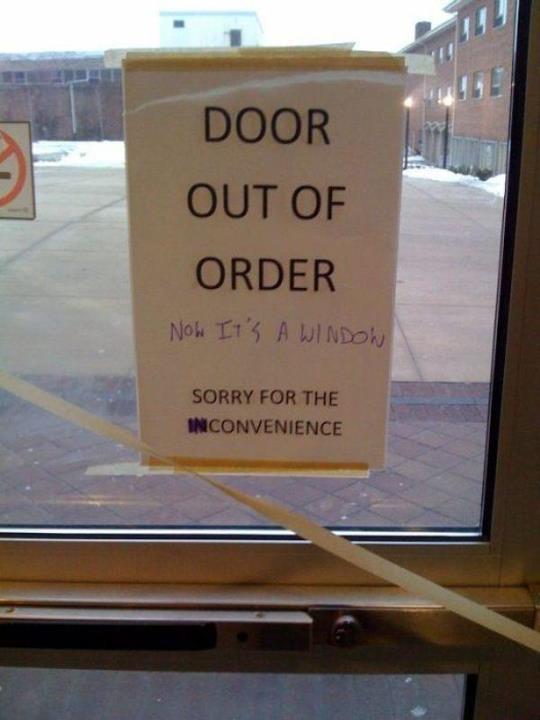 DOOR
OUT OF
ORDER
NOW IT'S A WINDOW
SORRY FOR THE
INCONVENIENCE